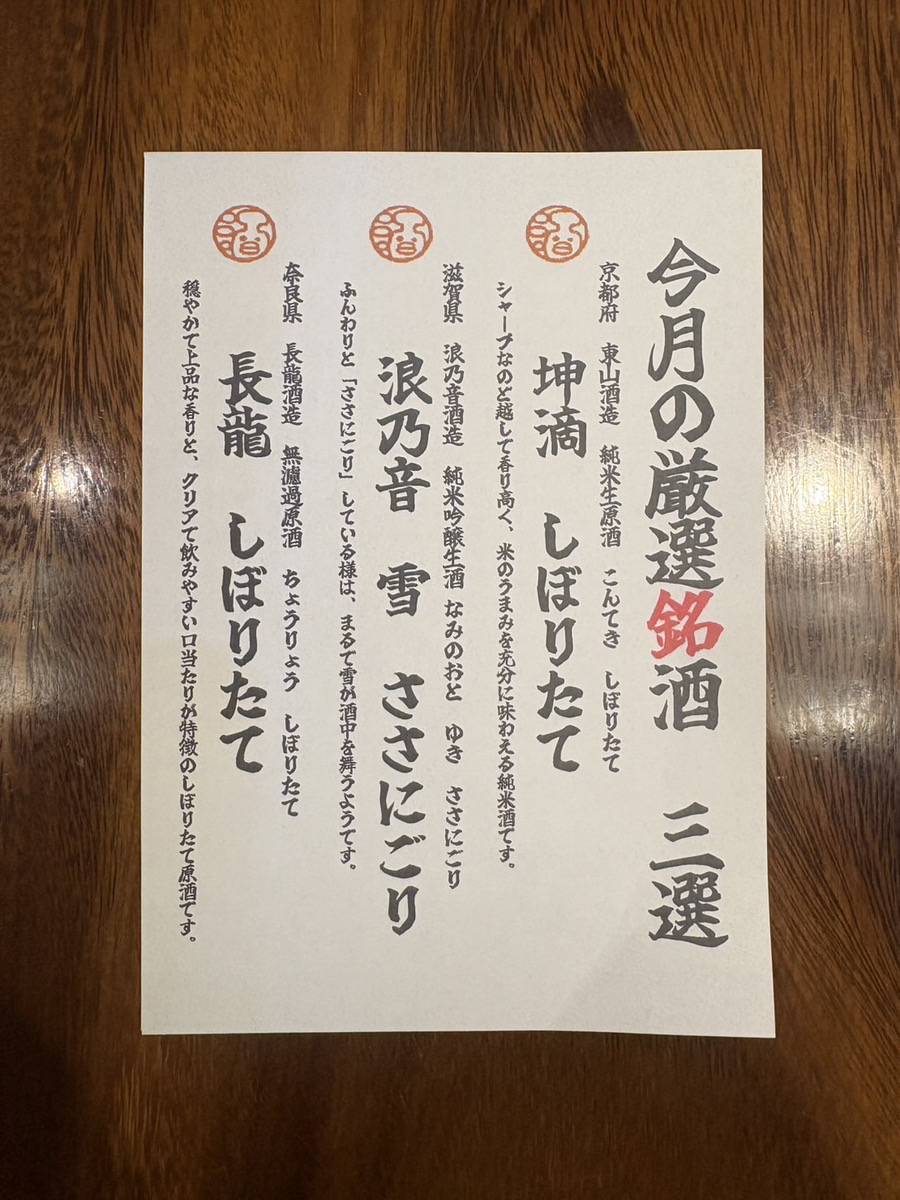 今月の厳選銘酒　三選
京都府　東山酒造　純米生原酒　こんてき　しぼりたて
坤滴　しぼりたて
シャープなのど越しで香り高く、米のうまみを充分に味わえる純米酒です。
滋賀県　浪乃音酒造　純米吟醸生酒　なみのおと　ゆき　ささにごり
浪乃音　雪　ささにごり
ふんわりと「ささにごり」している様は、まるで雪が酒中を舞うようです。
奈良県　長龍酒造　無濾過原酒　ちょうりょう　しぼりたて
長龍　しぼりたて
穏やかで上品な香りと、クリアで飲みやすい口当たりが特徴のしぼりたて原酒です。